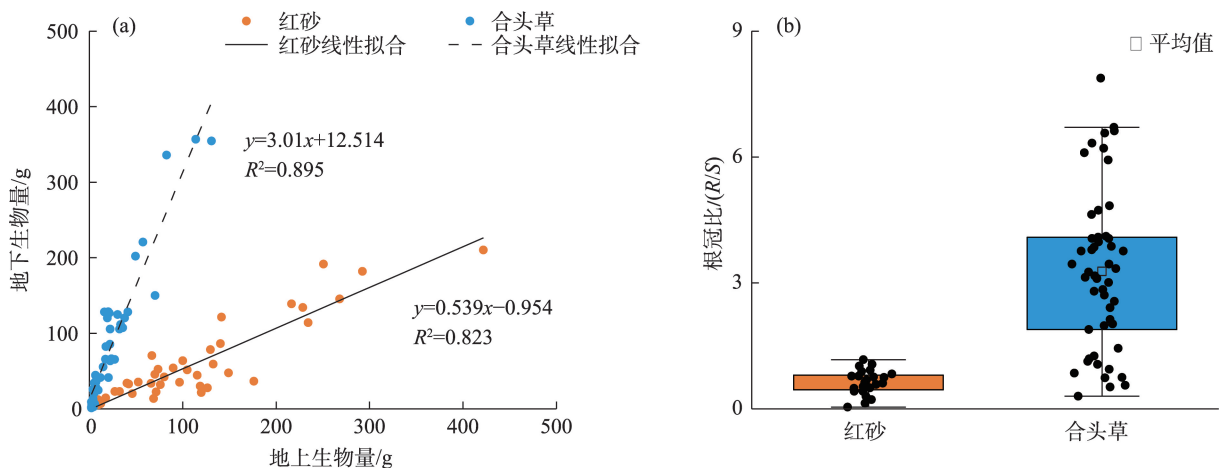 (a)
红砂
合头草
红砂线性拟合
合头草线性拟合
500
400
300
200
100
0
地下生物量/g
y=3.01x+12.514
R²=0.895
y=0.539x−0.954
R²=0.823
0
100
200
300
400
500
地上生物量/g
(b)
平均值
9
6
3
0
根冠比/(R/S)
红砂
合头草